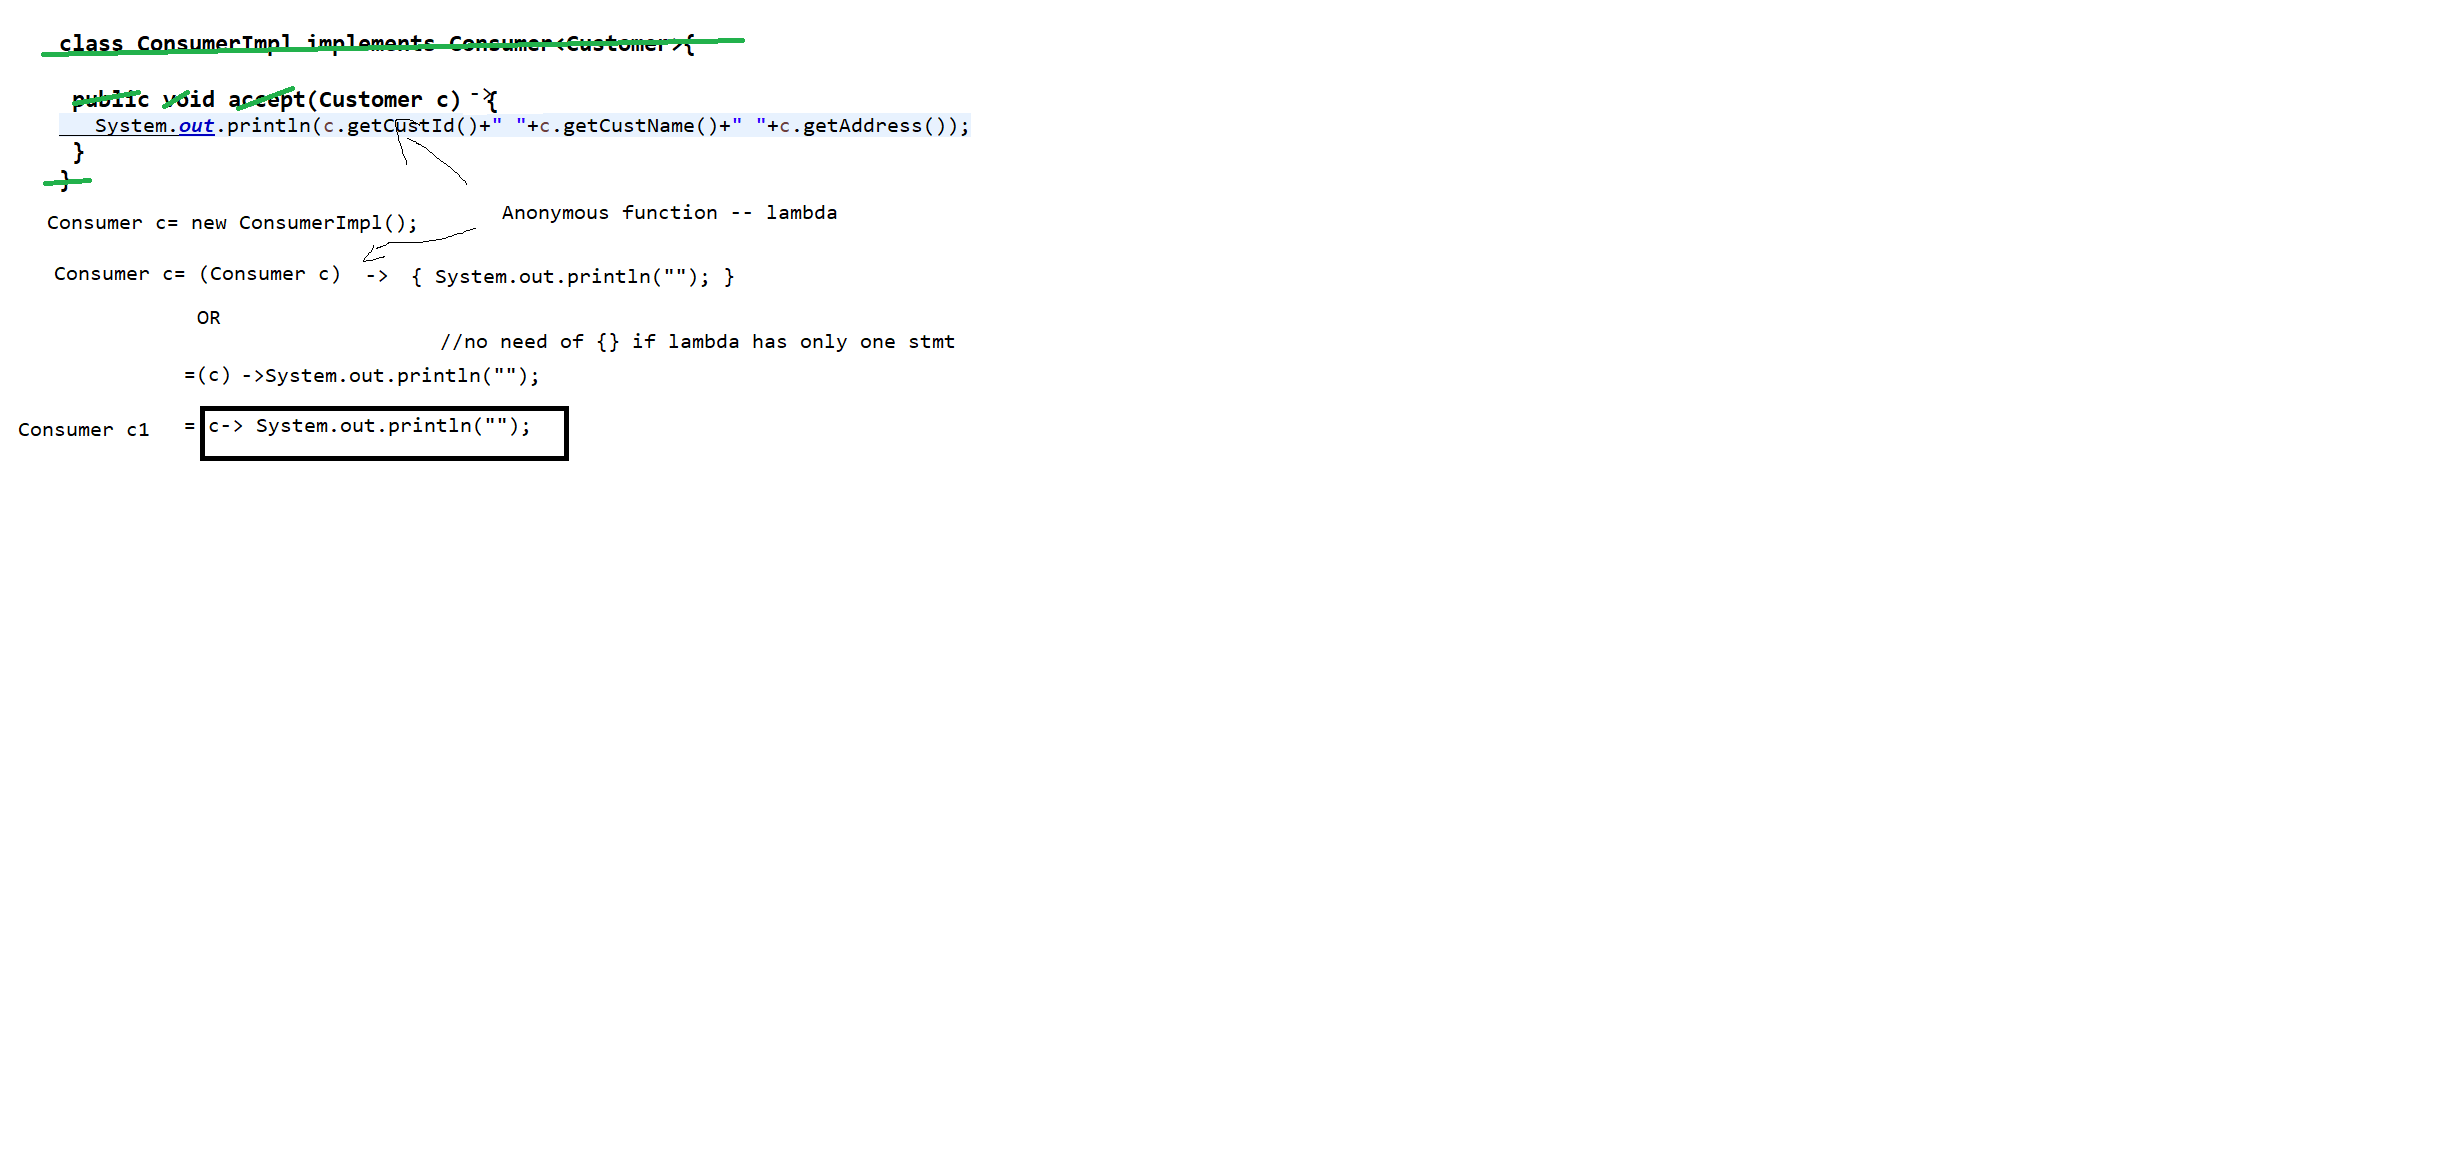 class ConsumerImpl implements Consumer<Customer>{
public void accept(Customer c) -> {
System.out.println(c.getCustId()+" "+c.getCustName()+" "+c.getAddress());
}
}
Consumer c= new ConsumerImpl();
Anonymous function -- lambda
Consumer c= (Consumer c) -> { System.out.println(""); }
OR
//no need of {} if lambda has only one stmt
=(c) ->System.out.println("");
Consumer c1 = c-> System.out.println("");